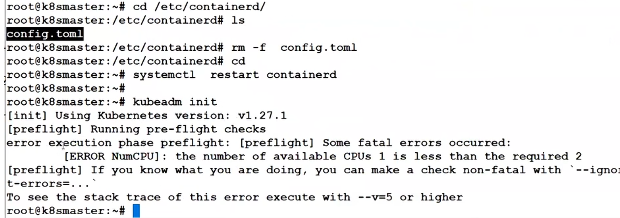 root@k8smaster:~# cd /etc/containerd/
root@k8smaster:/etc/containerd# ls
config.toml
root@k8smaster:/etc/containerd# rm -f  config.toml
root@k8smaster:/etc/containerd# cd
root@k8smaster:~# systemctl  restart containerd
root@k8smaster:~#
root@k8smaster:~# kubeadm init
[init] Using Kubernetes version: v1.27.1
[preflight] Running pre-flight checks
error execution phase preflight: [preflight] Some fatal errors occurred:
        [ERROR NumCPU]: the number of available CPUs 1 is less than the required 2
[preflight] If you know what you are doing, you can make a check non-fatal with `--ignor
t-errors=...`
To see the stack trace of this error execute with --v=5 or higher
root@k8smaster:~#